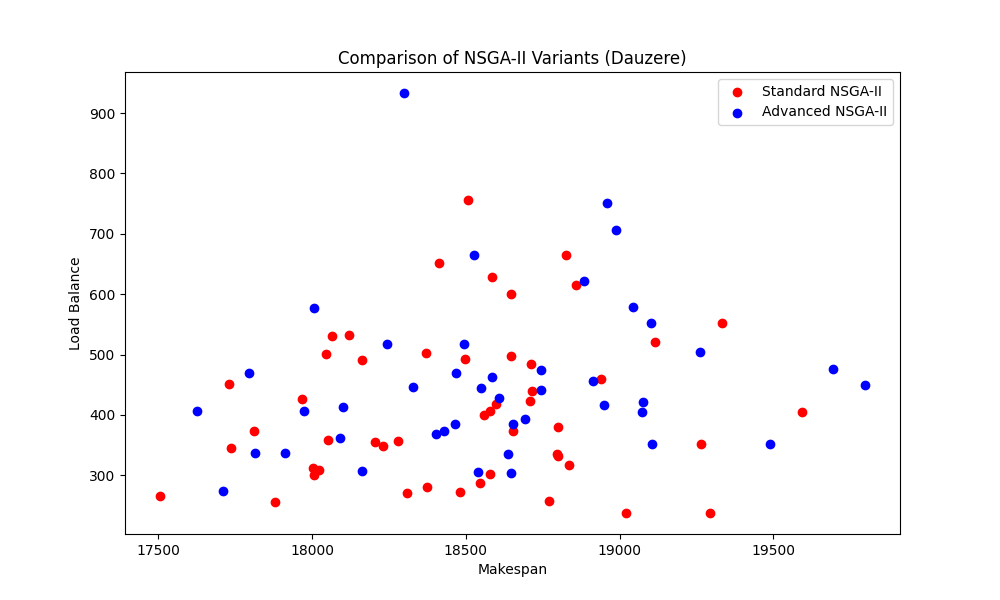 Comparison of NSGA-II Variants (Dauzere)
Standard NSGA-II
Advanced NSGA-II
Load Balance
900
800
700
600
500
400
300
17500
18000
18500
19000
19500
Makespan